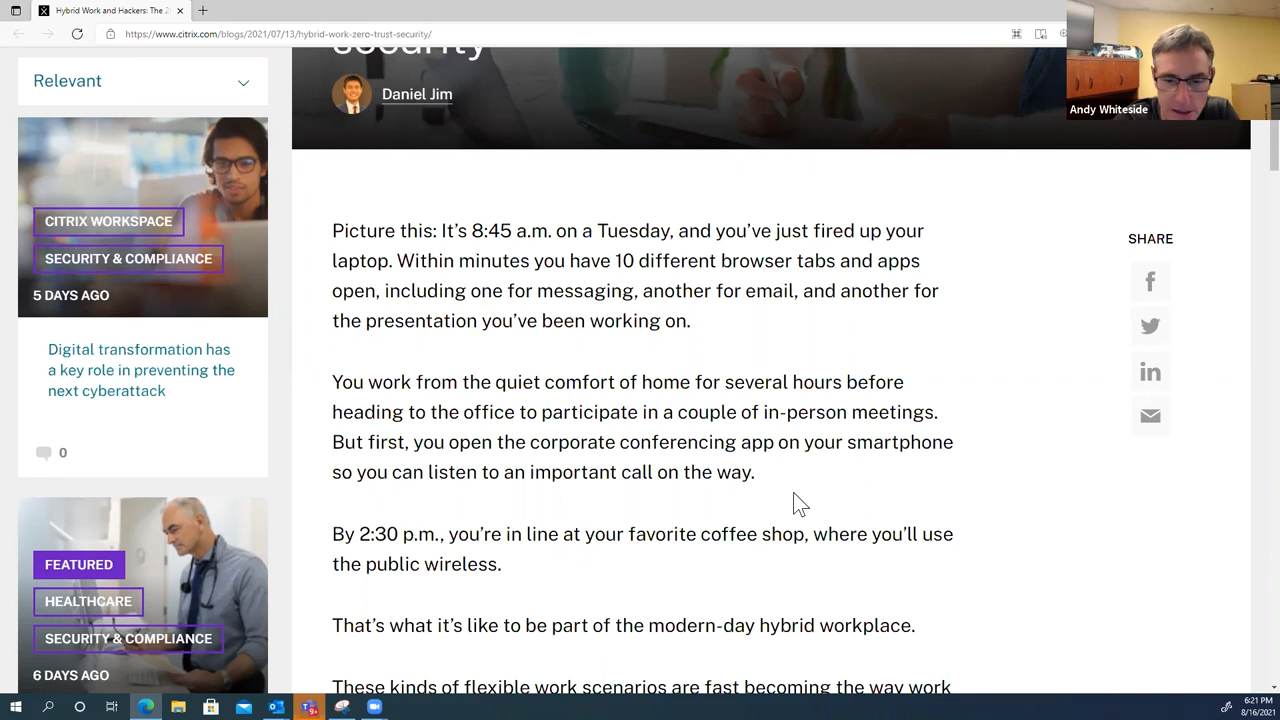 Hybrid Work and Hackers: The 2
https://www.citrix.com/blogs/2021/07/13/hybrid-work-zero-trust-security/
Andy Whiteside
Relevant
security
Daniel Jim
CITRIX WORKSPACE
SECURITY & COMPLIANCE
5 DAYS AGO
Digital transformation has
a key role in preventing the
next cyberattack
0
FEATURED
HEALTHCARE
SECURITY & COMPLIANCE
6 DAYS AGO
Picture this: It's 8:45 a.m. on a Tuesday, and you've just fired up your
laptop. Within minutes you have 10 different browser tabs and apps
open, including one for messaging, another for email, and another for
the presentation you've been working on.
You work from the quiet comfort of home for several hours before
heading to the office to participate in a couple of in-person meetings.
But first, you open the corporate conferencing app on your smartphone
so you can listen to an important call on the way.
By 2:30 p.m., you're in line at your favorite coffee shop, where you'll use
the public wireless.
That's what it's like to be part of the modern-day hybrid workplace.
These kinds of flexible work scenarios are fast becoming the way work
SHARE
9+
6:21 PM
8/16/2021